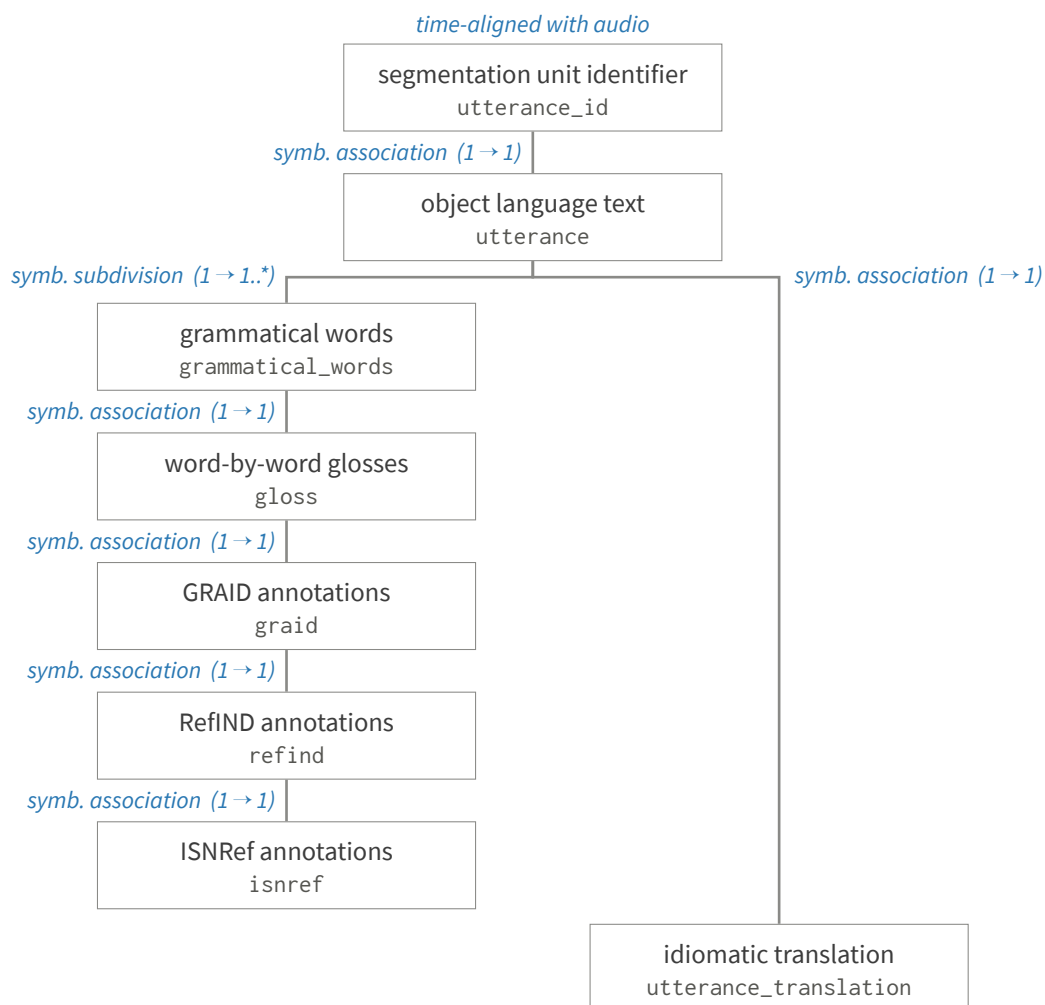 time-aligned with audio
segmentation unit identifier
utterance_id
symb. association (1 → 1)
object language text
utterance
symb. subdivision (1 → 1..*)
symb. association (1 → 1)
grammatical words
grammatical_words
symb. association (1 → 1)
word-by-word glosses
gloss
symb. association (1 → 1)
GRAID annotations
graid
symb. association (1 → 1)
RefIND annotations
refind
symb. association (1 → 1)
ISNRef annotations
isnref
idiomatic translation
utterance_translation